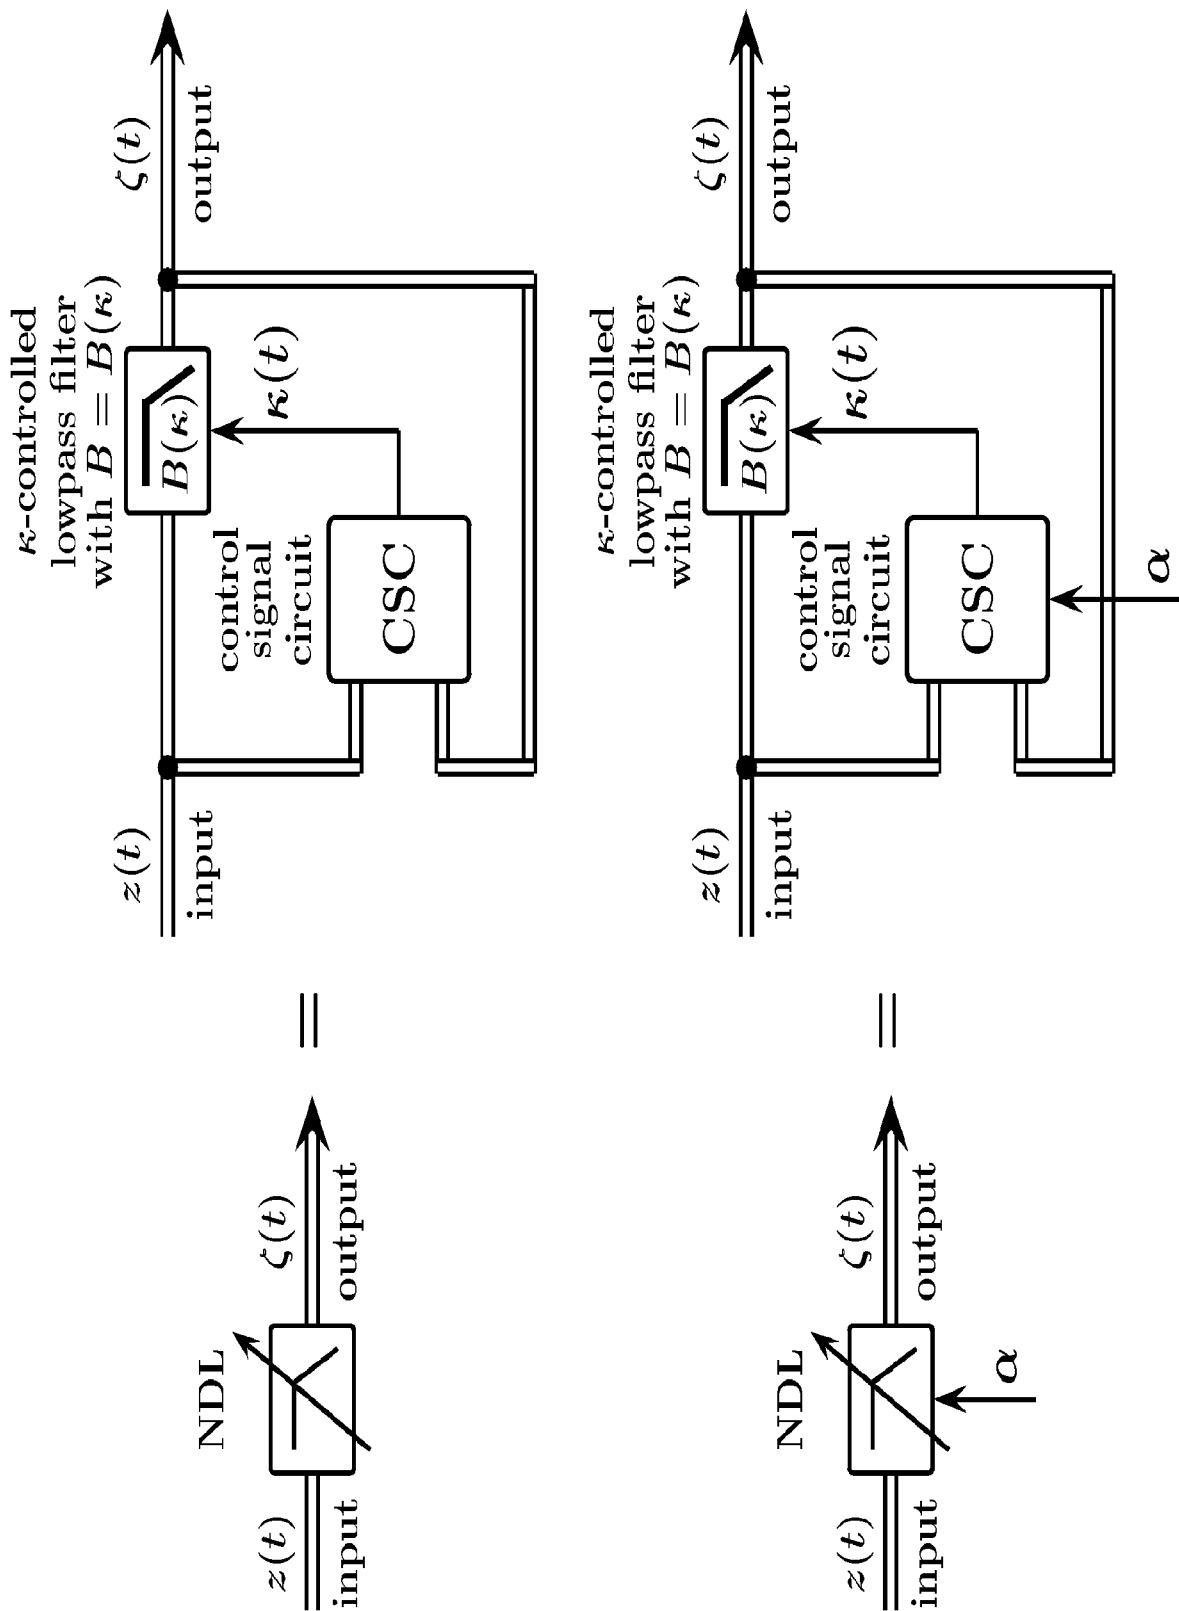 NDL
z(t)
ζ(t)
input
output
=
κ-controlled
lowpass filter
with B = B(κ)
z(t)
B(κ)
ζ(t)
input
output
κ(t)
control
signal
circuit
CSC
NDL
z(t)
ζ(t)
input
output
α
=
κ-controlled
lowpass filter
with B = B(κ)
z(t)
B(κ)
ζ(t)
input
output
κ(t)
control
signal
circuit
CSC
α